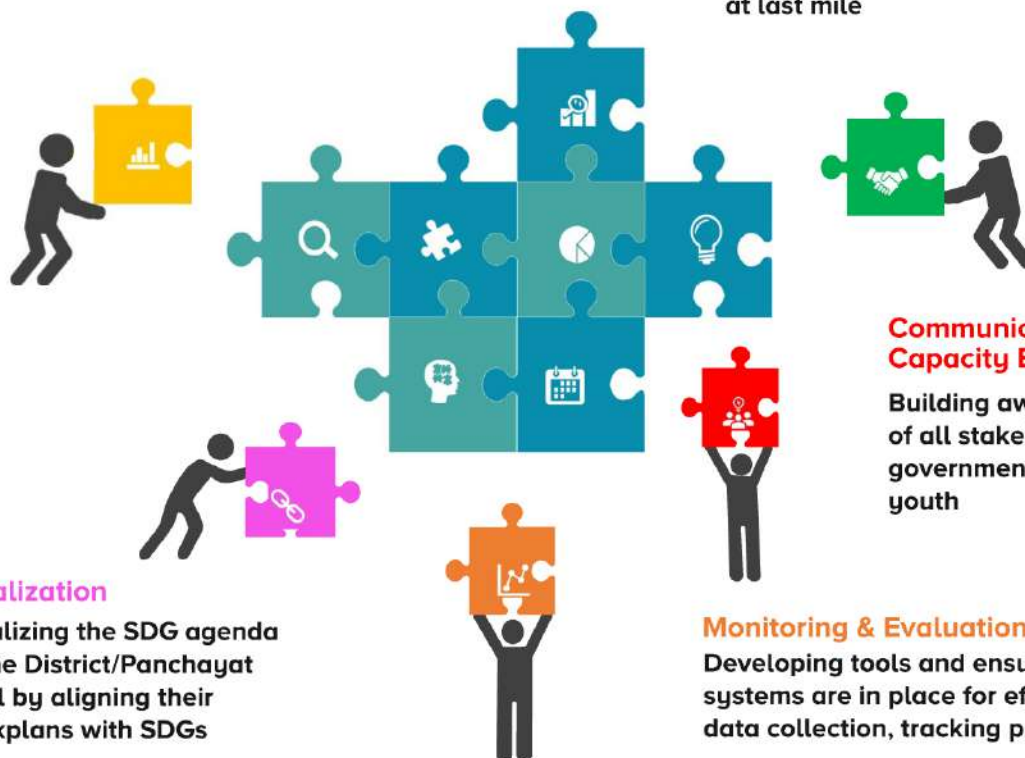 at last mile
Communic
Capacity B
Building aw
of all stake
governmen
youth
alization
alizing the SDG agenda
ne District/Panchayat
l by aligning their
kplans with SDGs
Monitoring & Evaluation
Developing tools and ensu
systems are in place for ef
data collection, tracking p